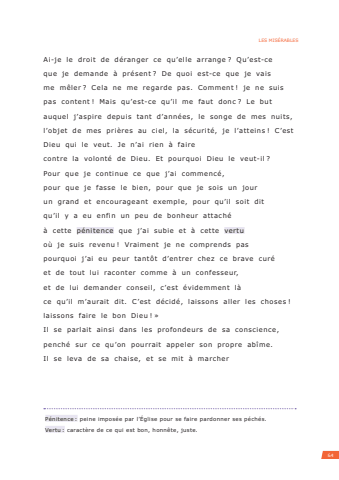 LES MISÉRABLES
Ai-je le droit de déranger ce qu'elle arrange ? Qu'est-ce
que je demande à présent ? De quoi est-ce que je vais
me mêler ? Cela ne me regarde pas. Comment ! je ne suis
pas content ! Mais qu'est-ce qu'il me faut donc ? Le but
auquel j'aspire depuis tant d'années, le songe de mes nuits,
l'objet de mes prières au ciel, la sécurité, je l'atteins ! C'est
Dieu qui le veut. Je n'ai rien à faire
contre la volonté de Dieu. Et pourquoi Dieu le veut-il ?
Pour que je continue ce que j'ai commencé,
pour que je fasse le bien, pour que je sois un jour
un grand et encourageant exemple, pour qu'il soit dit
qu'il y a eu enfin un peu de bonheur attaché
à cette pénitence que j'ai subie et à cette vertu
où je suis revenu ! Vraiment je ne comprends pas
pourquoi j'ai eu peur tantôt d'entrer chez ce brave curé
et de tout lui raconter comme à un confesseur,
et de lui demander conseil, c'est évidemment là
ce qu'il m'aurait dit. C'est décidé, laissons aller les choses !
laissons faire le bon Dieu ! »
Il se parlait ainsi dans les profondeurs de sa conscience,
penché sur ce qu'on pourrait appeler son propre abîme.
Il se leva de sa chaise, et se mit à marcher
Pénitence : peine imposée par l'Église pour se faire pardonner ses péchés.
Vertu : caractère de ce qui est bon, honnête, juste.